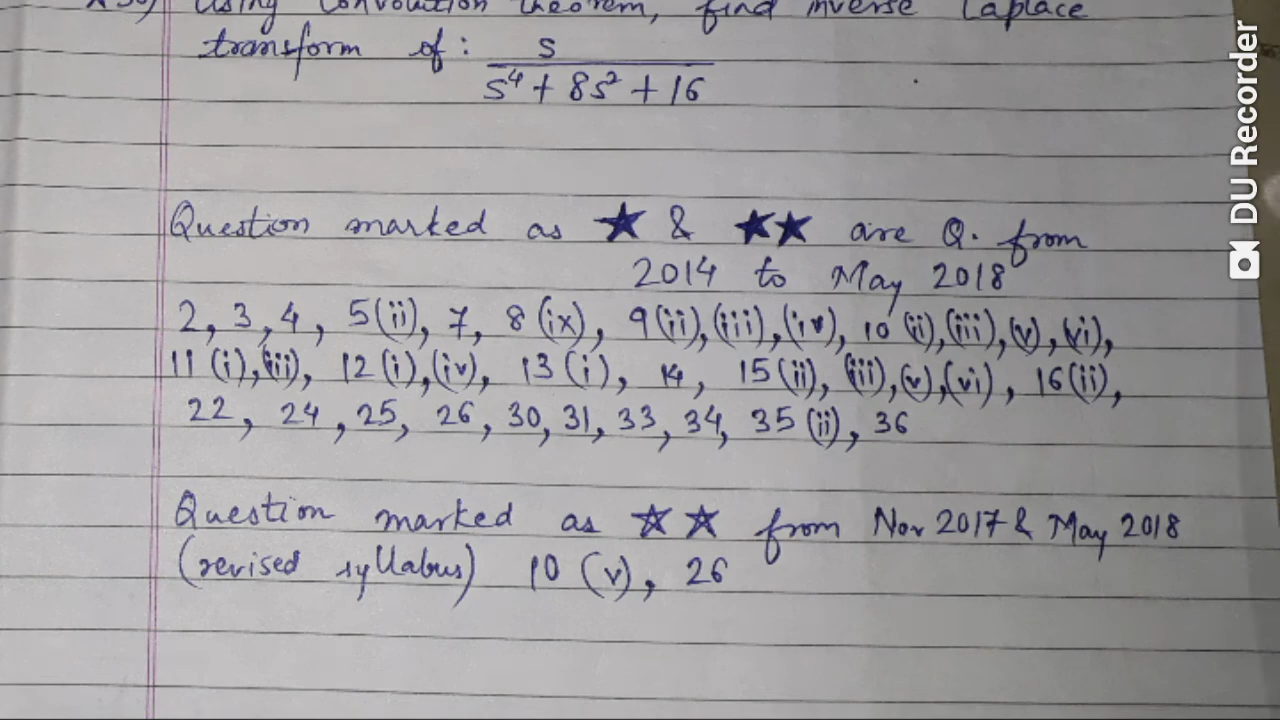 Using Convolution theorem, find inverse Laplace
transform of: s / s⁴ + 8s² + 16
Question marked as ★ & ★★ are Q. from
2014 to May 2018
2, 3, 4, 5(ii), 7, 8(ix), 9(ii),(iii),(iv), 10(ii),(iii),(v),(vi),
11(i),(iii), 12(i),(iv), 13(i), 14, 15(ii), (iii),(v),(vi), 16(ii),
22, 24, 25, 26, 30, 31, 33, 34, 35(ii), 36
Question marked as ☆☆ from Nov 2017 & May 2018
(revised syllabus) 10 (v), 26
DU Recorder